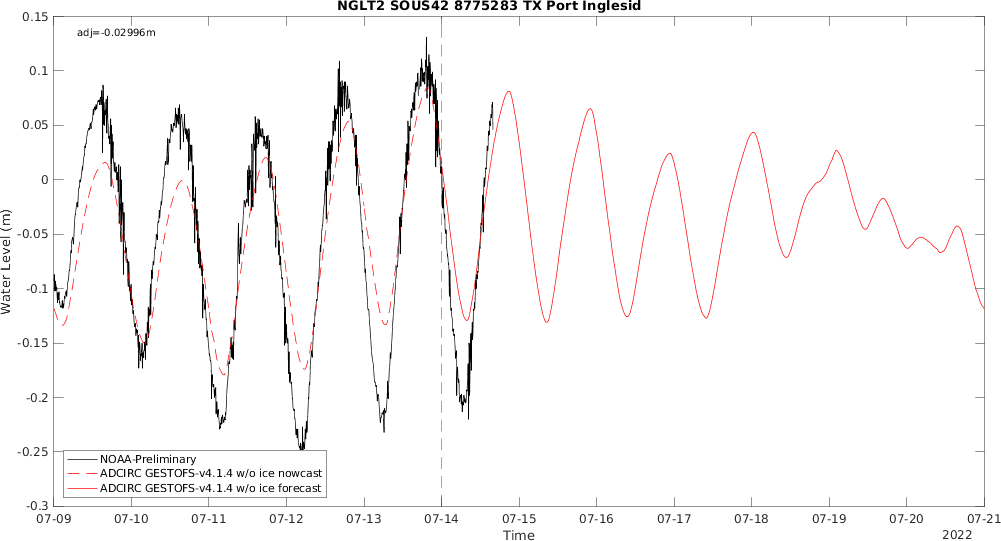 NGLT2 SOUS42 8775283 TX Port Inglesid
adj=-0.02996m
0.15
0.1
0.05
0
-0.05
-0.1
-0.15
-0.2
-0.25
-0.3
Water Level (m)
NOAA-Preliminary
ADCIRC GESTOFS-v4.1.4 w/o ice nowcast
ADCIRC GESTOFS-v4.1.4 w/o ice forecast
07-09 07-10 07-11 07-12 07-13 07-14 07-15 07-16 07-17 07-18 07-19 07-20 07-21
Time
2022